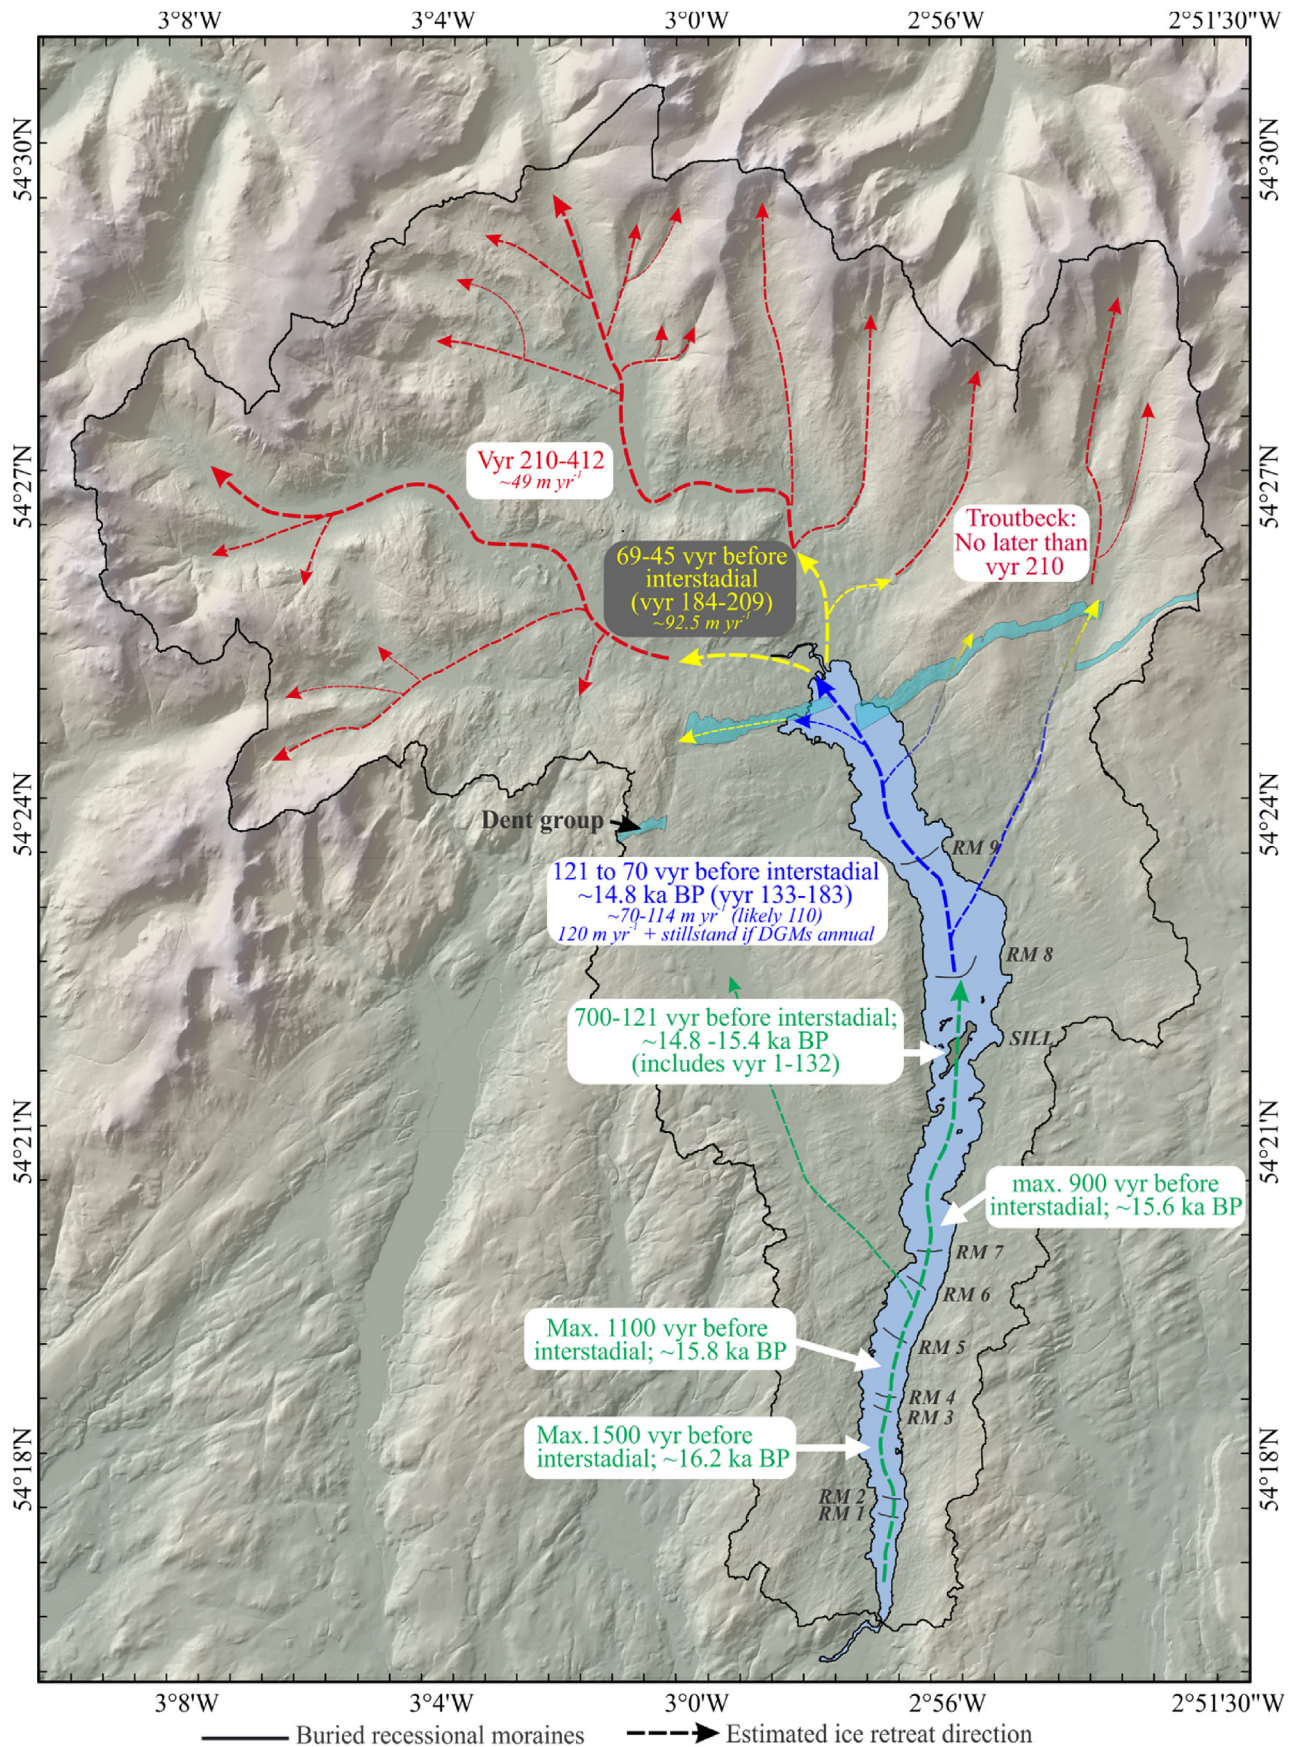 3°8'W 3°4'W 3°0'W 2°56'W 2°51'30"W
54°30'N
54°30'N
54°27'N
54°27'N
Vyr 210-412
~49 m yr-1
Troutbeck:
No later than
vyr 210
69-45 vyr before
interstadial
(vyr 184-209)
~92.5 m yr-1
54°24'N
54°24'N
Dent group
RM 9
121 to 70 vyr before interstadial
~14.8 ka BP (vyr 133-183)
~70-114 m yr-1 (likely 110)
120 m yr-1 + stillstand if DGMs annual
RM 8
700-121 vyr before interstadial;
~14.8 -15.4 ka BP
(includes vyr 1-132)
SILL
54°21'N
54°21'N
max. 900 vyr before
interstadial; ~15.6 ka BP
RM 7
RM 6
Max. 1100 vyr before
interstadial; ~15.8 ka BP
RM 5
RM 4
RM 3
Max.1500 vyr before
interstadial; ~16.2 ka BP
54°18'N
54°18'N
RM 2
RM 1
3°8'W 3°4'W 3°0'W 2°56'W 2°51'30"W
Buried recessional moraines Estimated ice retreat direction